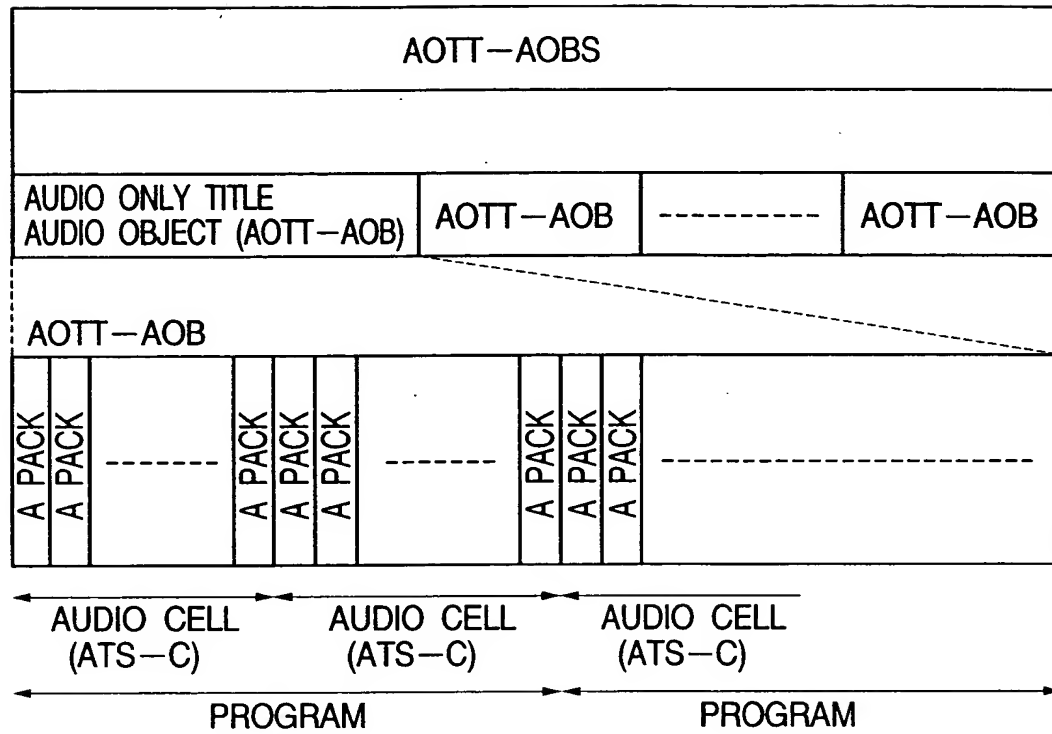 AOTT-AOBS
AUDIO ONLY TITLE
AUDIO OBJECT (AOTT-AOB)
AOTT-AOB
AOTT-AOB
AOTT-AOB
A PACK
A PACK
A PACK
A PACK
A PACK
A PACK
A PACK
A PACK
AUDIO CELL
(ATS-C)
AUDIO CELL
(ATS-C)
AUDIO CELL
(ATS-C)
PROGRAM
PROGRAM